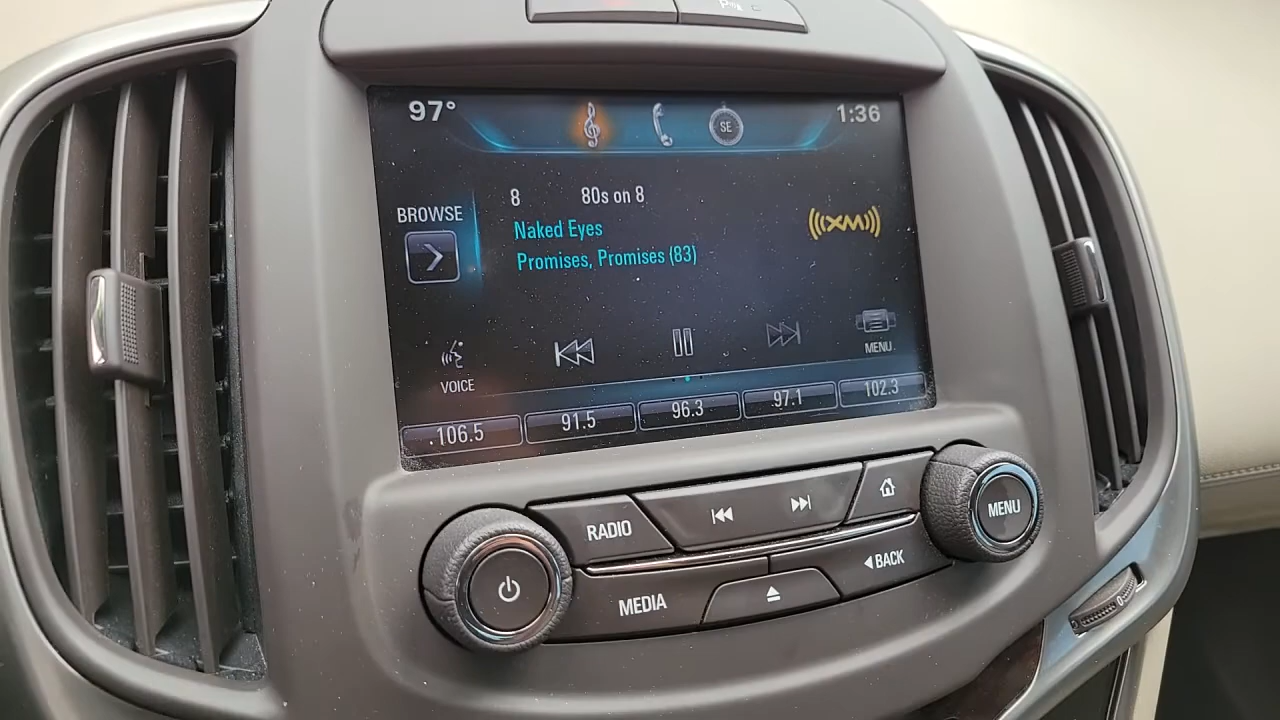 97°
SE
1:36
8 80s on 8
BROWSE
Naked Eyes
((XM))
Promises, Promises (83)
VOICE
MENU
.106.5
91.5
96.3
.97.1
102.3
RADIO
MENU
BACK
MEDIA
0